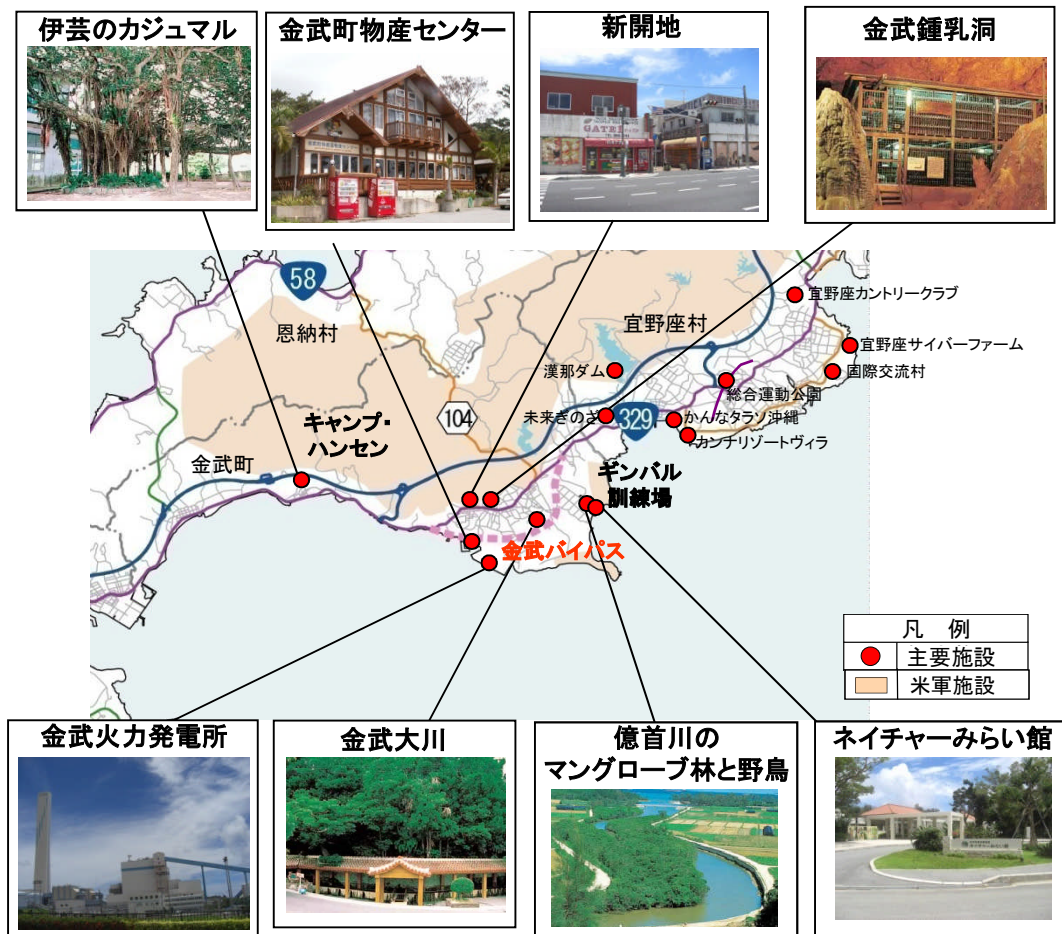 伊芸のカジュマル
金武町物産センター
新開地
金武鍾乳洞
GATE1
58
恩納村
宜野座村
宜野座カントリークラブ
宜野座サイバーファーム
国際交流村
漢那ダム
総合運動公園
104
未来ぎのざ
329
かんなタラソ沖縄
カンナリゾートヴィラ
キャンプ・
ハンセン
金武町
ギンバル
訓練場
金武バイパス
凡 例
主要施設
米軍施設
金武火力発電所
金武大川
億首川の
マングローブ林と野鳥
ネイチャーみらい館